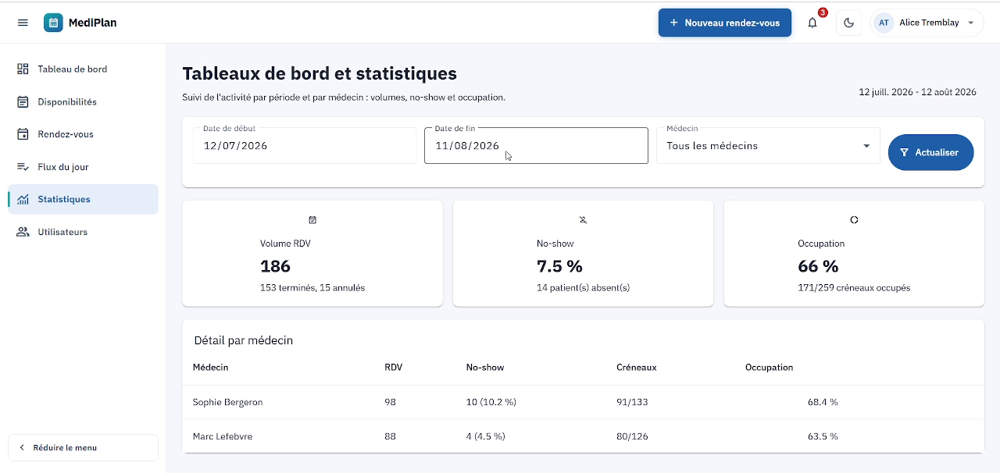 MediPlan
+ Nouveau rendez-vous
3
AT
Alice Tremblay
Tableau de bord
Disponibilités
Rendez-vous
Flux du jour
Statistiques
Utilisateurs
Réduire le menu
Tableaux de bord et statistiques
Suivi de l'activité par période et par médecin : volumes, no-show et occupation.
12 juill. 2026 - 12 août 2026
Date de début
12/07/2026
Date de fin
11/08/2026
Médecin
Tous les médecins
Actualiser
Volume RDV
186
153 terminés, 15 annulés
No-show
7.5 %
14 patient(s) absent(s)
Occupation
66 %
171/259 créneaux occupés
Détail par médecin
Médecin RDV No-show Créneaux Occupation
Sophie Bergeron 98 10 (10.2 %) 91/133 68.4 %
Marc Lefebvre 88 4 (4.5 %) 80/126 63.5 %